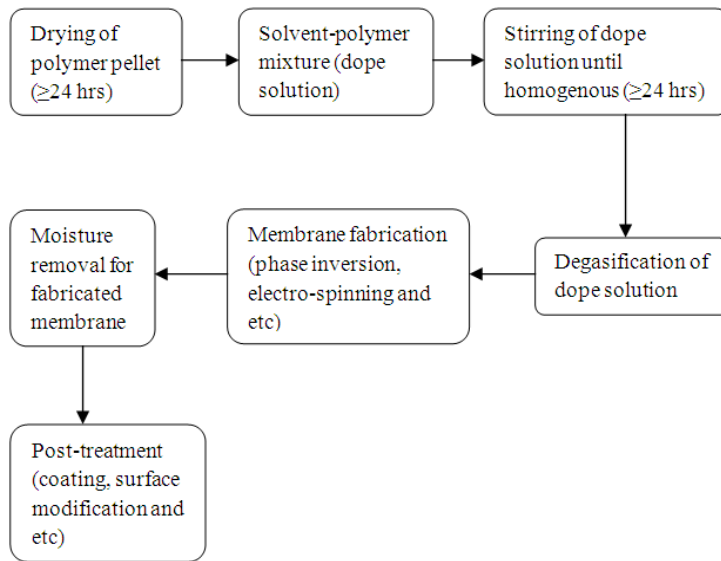 Drying of
polymer pellet
(≥24 hrs)
Solvent-polymer
mixture (dope
solution)
Stirring of dope
solution until
homogenous (≥24 hrs)
Degasification of
dope solution
Membrane fabrication
(phase inversion,
electro-spinning and
etc)
Moisture
removal for
fabricated
membrane
Post-treatment
(coating, surface
modification and
etc)